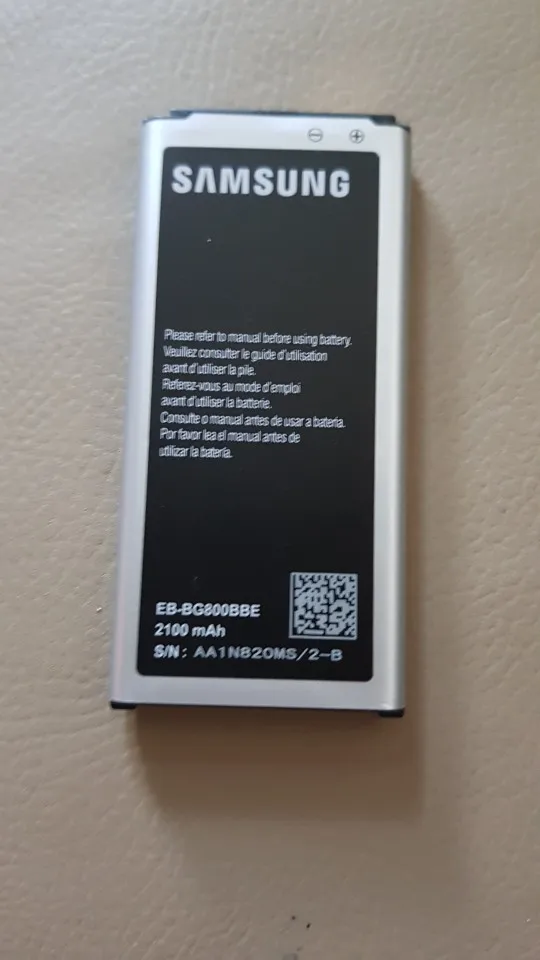 ⊖ ⊕
SAMSUNG
Please refer to manual before using battery.
Veuillez consulter le guide d'utilisation
avant d'utiliser la pile.
Referez-vous au mode d'emploi
avant d'utiliser la batterie.
Consulte o manual antes de usar a bateria.
Por favor lea el manual antes de
utilizar la batería.
EB-BG800BBE
2100 mAh
S/N: AA1N820MS/2-B